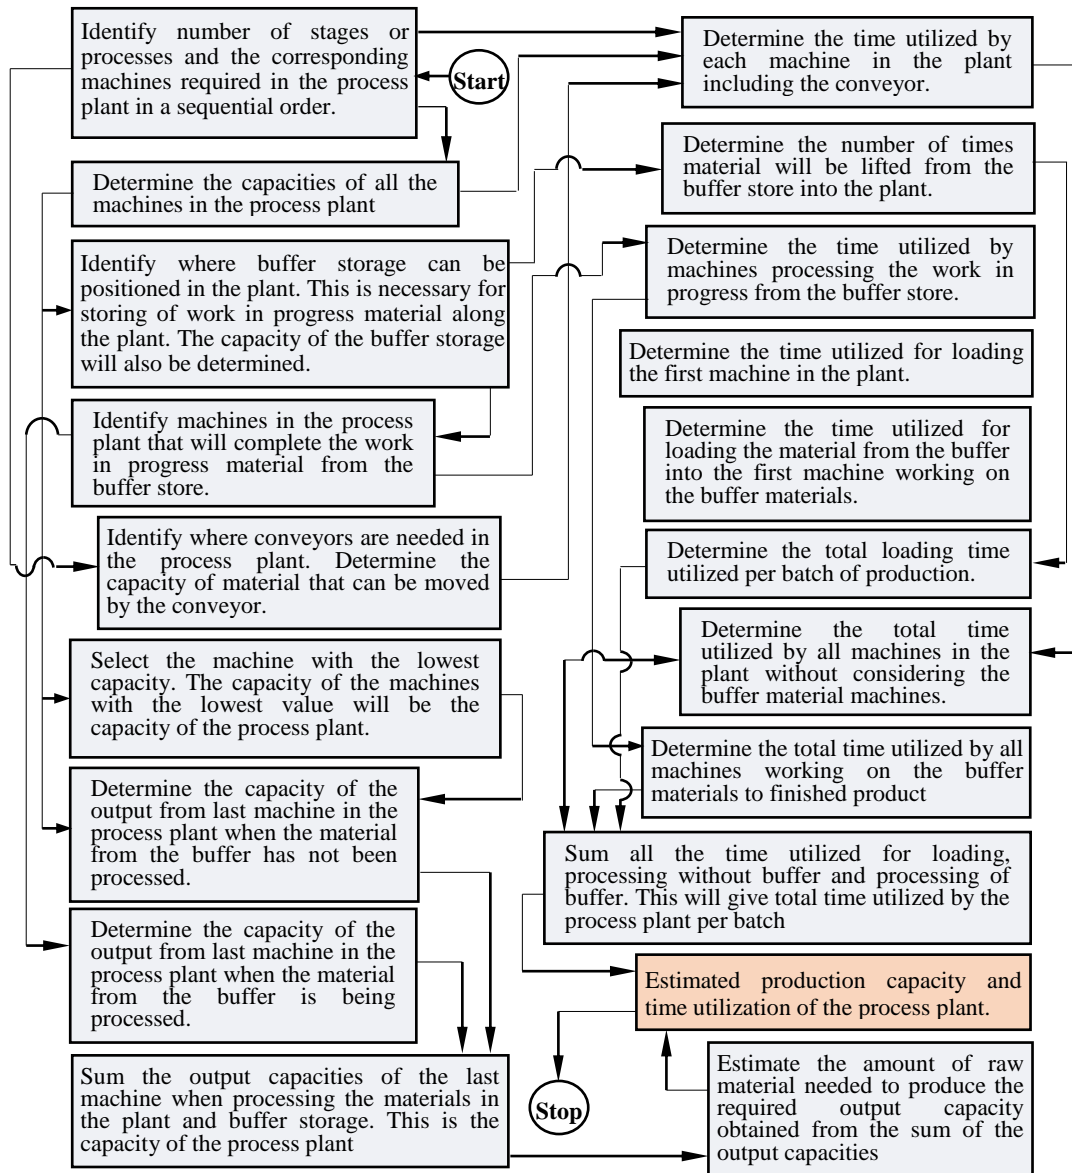 Identify number of stages or
processes and the corresponding
machines required in the process
plant in a sequential order.
Start
Determine the capacities of all the
machines in the process plant
Identify where buffer storage can be
positioned in the plant. This is necessary for
storing of work in progress material along
the plant. The capacity of the buffer storage
will also be determined.
Identify machines in the process
plant that will complete the work
in progress material from the
buffer store.
Identify where conveyors are needed in
the process plant. Determine the
capacity of material that can be moved
by the conveyor.
Select the machine with the lowest
capacity. The capacity of the machines
with the lowest value will be the
capacity of the process plant.
Determine the capacity of the
output from last machine in the
process plant when the material
from the buffer has not been
processed.
Determine the capacity of the
output from last machine in the
process plant when the material
from the buffer is being
processed.
Sum the output capacities of the last
machine when processing the materials in
the plant and buffer storage. This is the
capacity of the process plant
Determine the time utilized by
each machine in the plant
including the conveyor.
Determine the number of times
material will be lifted from the
buffer store into the plant.
Determine the time utilized by
machines processing the work in
progress from the buffer store.
Determine the time utilized for loading
the first machine in the plant.
Determine the time utilized for
loading the material from the buffer
into the first machine working on
the buffer materials.
Determine the total loading time
utilized per batch of production.
Determine the total time
utilized by all machines in the
plant without considering the
buffer material machines.
Determine the total time utilized by all
machines working on the buffer
materials to finished product
Sum all the time utilized for loading,
processing without buffer and processing of
buffer. This will give total time utilized by the
process plant per batch
Estimated production capacity and
time utilization of the process plant.
Stop
Estimate the amount of raw
material needed to produce the
required output capacity
obtained from the sum of the
output capacities